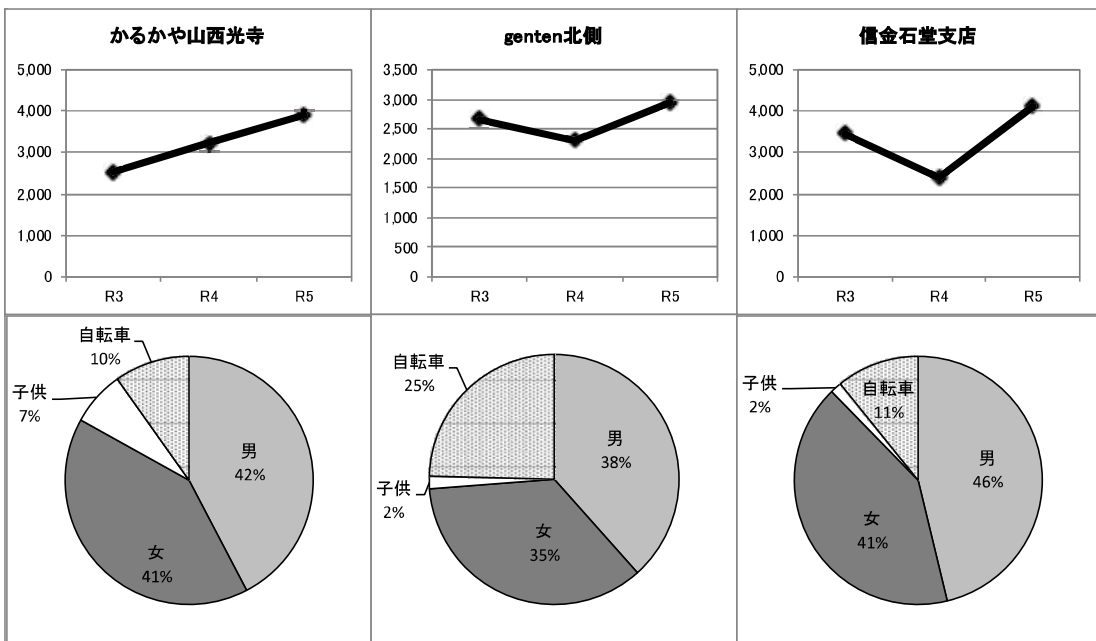 かるかや山西光寺
5,000
4,000
3,000
2,000
1,000
0
R3 R4 R5
genten北側
3,500
3,000
2,500
2,000
1,500
1,000
500
0
R3 R4 R5
信金石堂支店
5,000
4,000
3,000
2,000
1,000
0
R3 R4 R5
自転車
10%
子供
7%
男
42%
女
41%
自転車
25%
男
38%
子供
2%
女
35%
子供
2%
自転車
11%
男
46%
女
41%